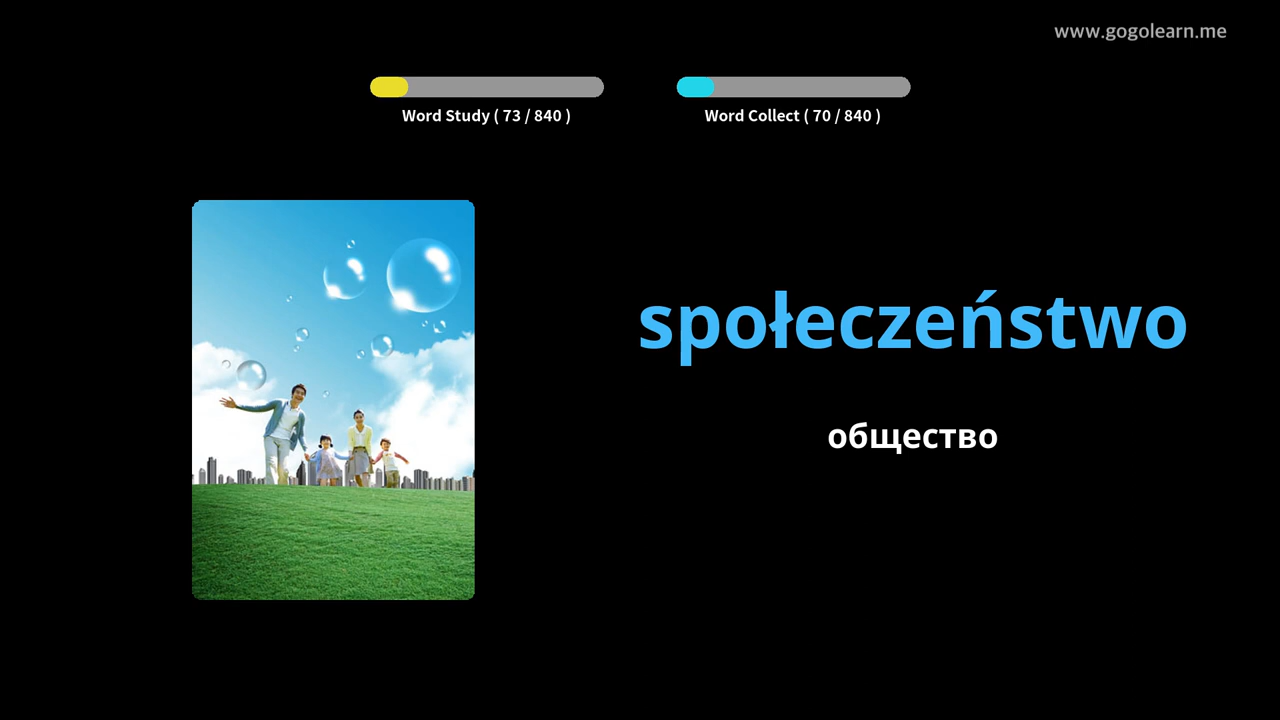 www.gogolearn.me
Word Study ( 73 / 840 )
Word Collect ( 70 / 840 )
społeczeństwo
общество